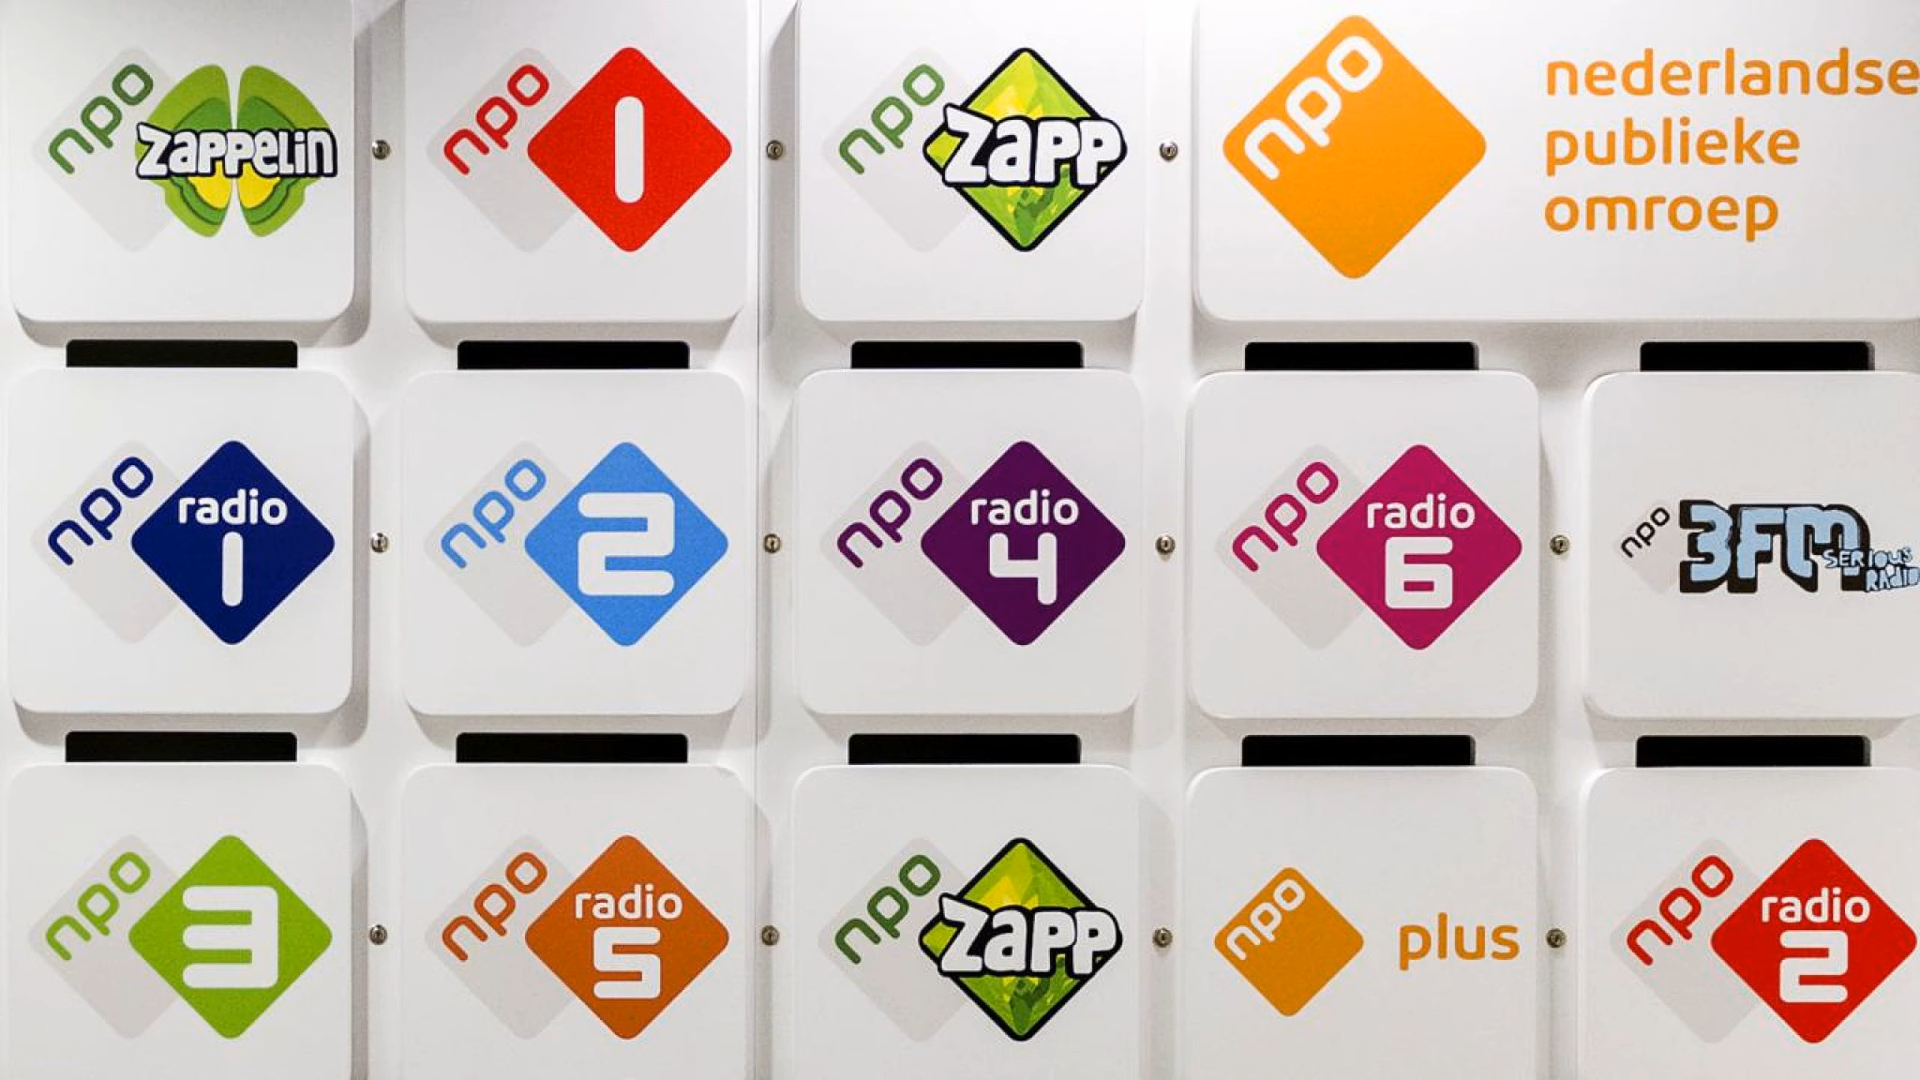 npo Zappelin
npo 1
npo Zapp
npo
nederlandse
publieke
omroep
npo radio 1
npo 2
npo radio 4
npo radio 6
npo 3FM SERIOUS RADIO
npo 3
npo radio 5
npo Zapp
npo plus
npo radio 2